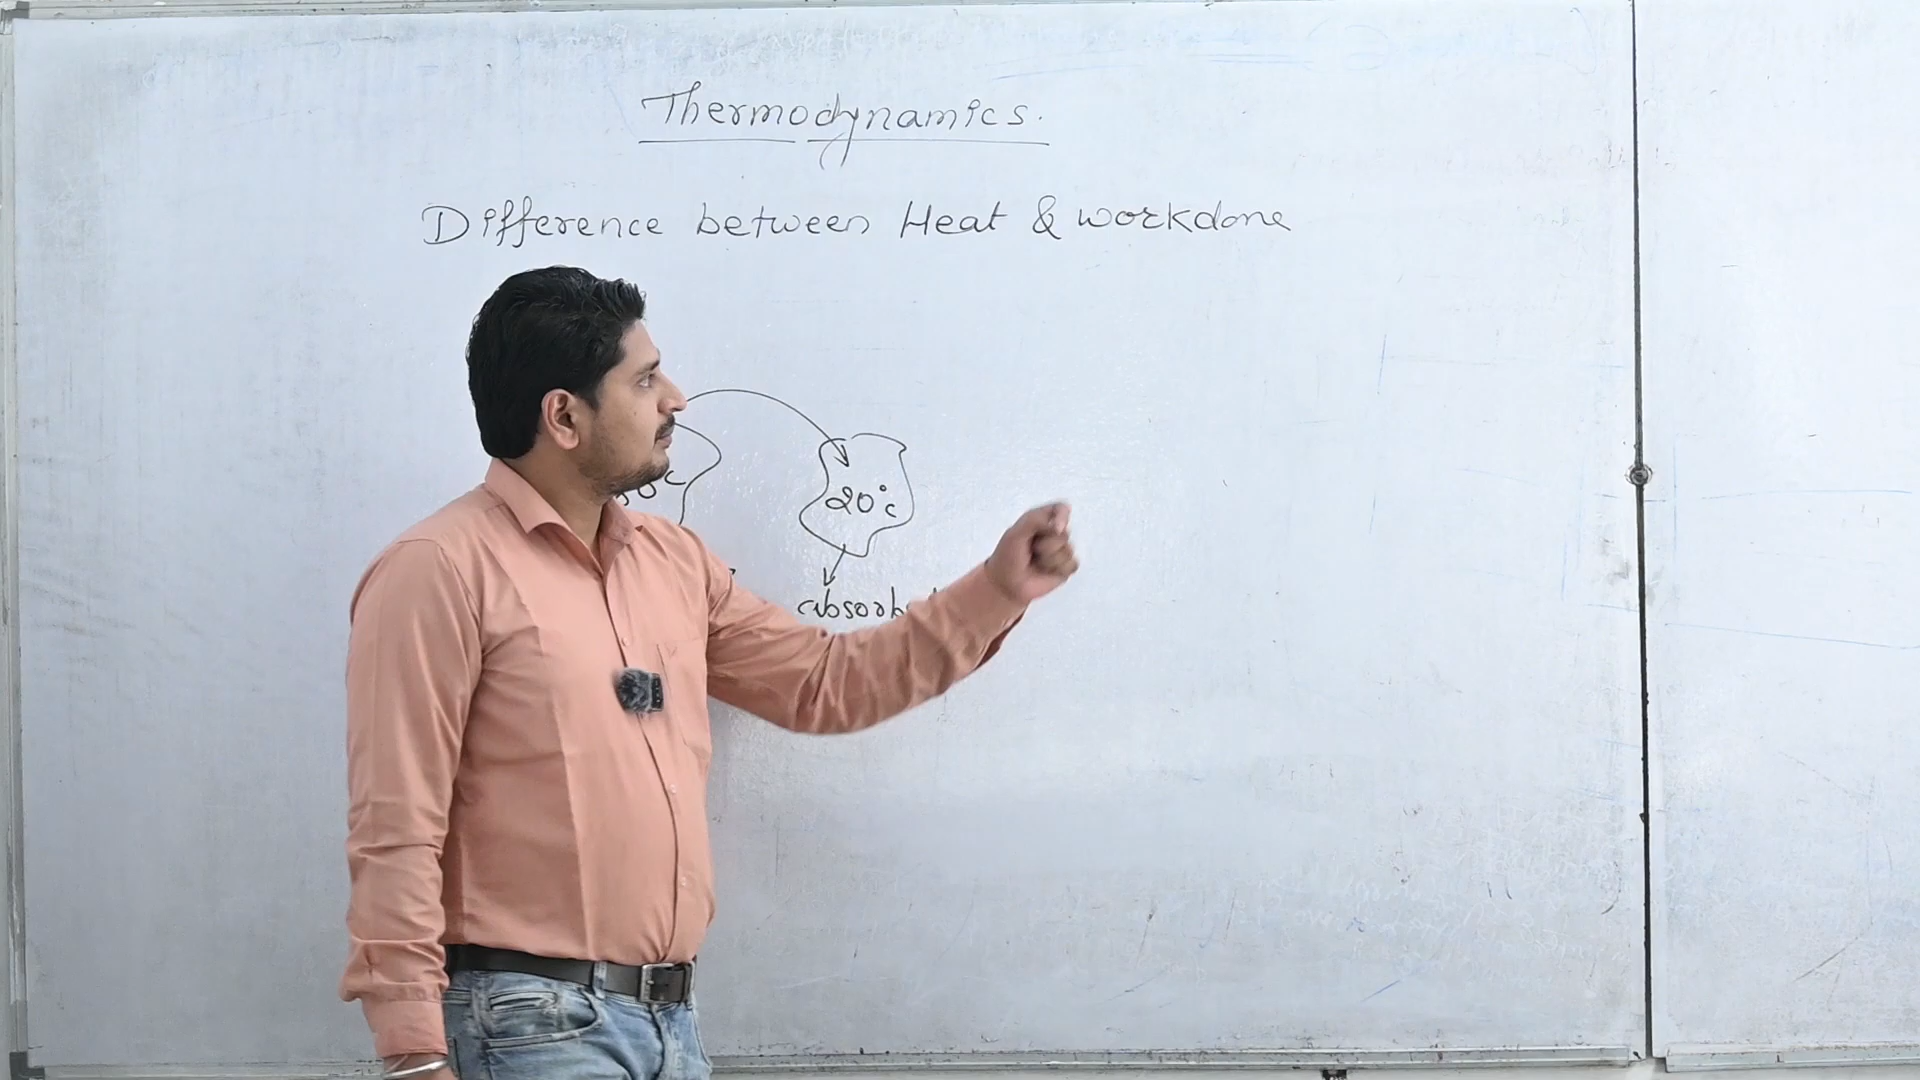 Thermodynamics.
Difference between Heat & workdone
20°c